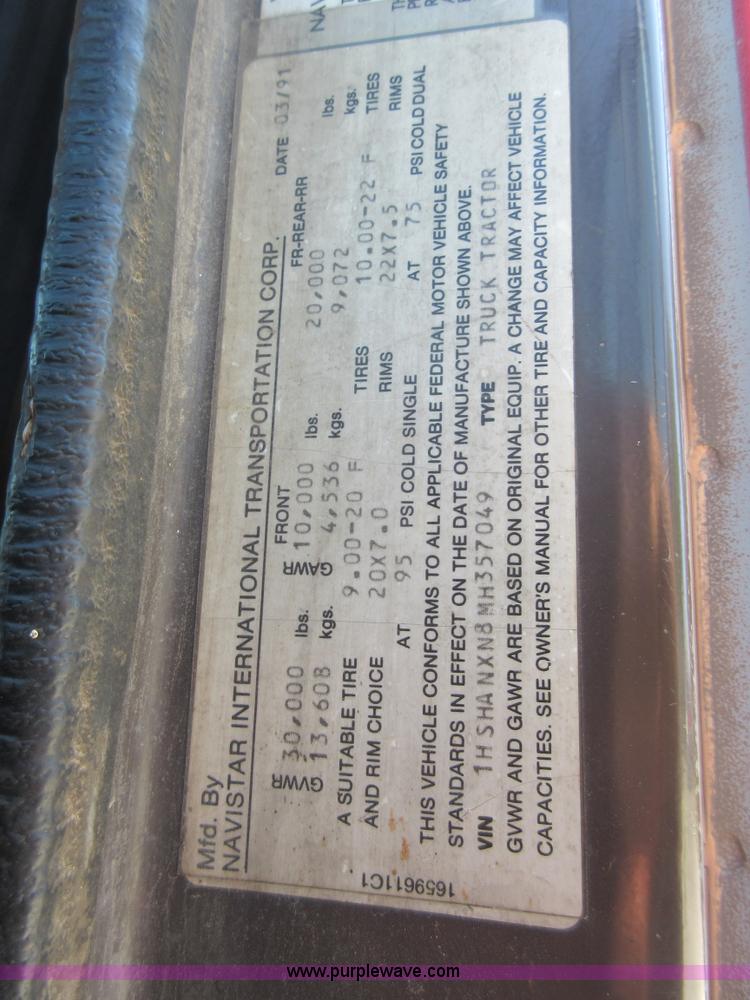 Mfd. By
NAVISTAR INTERNATIONAL TRANSPORTATION CORP. DATE 03/91
FRONT FR-REAR-RR
GVWR 30,000 lbs. GAWR 10,000 lbs. 20,000 lbs.
13,608 kgs. 4,536 kgs. 9,072 kgs.
A SUITABLE TIRE 9.00-20 F TIRES 10.00-22 F TIRES
AND RIM CHOICE 20X7.0 RIMS 22X7.5 RIMS
AT 95 PSI COLD SINGLE AT 75 PSI COLD DUAL
THIS VEHICLE CONFORMS TO ALL APPLICABLE FEDERAL MOTOR VEHICLE SAFETY
STANDARDS IN EFFECT ON THE DATE OF MANUFACTURE SHOWN ABOVE.
VIN 1HSHANXN8MH357049 TYPE TRUCK TRACTOR
GVWR AND GAWR ARE BASED ON ORIGINAL EQUIP. A CHANGE MAY AFFECT VEHICLE
CAPACITIES. SEE OWNER'S MANUAL FOR OTHER TIRE AND CAPACITY INFORMATION.
1659611C1
www.purplewave.com